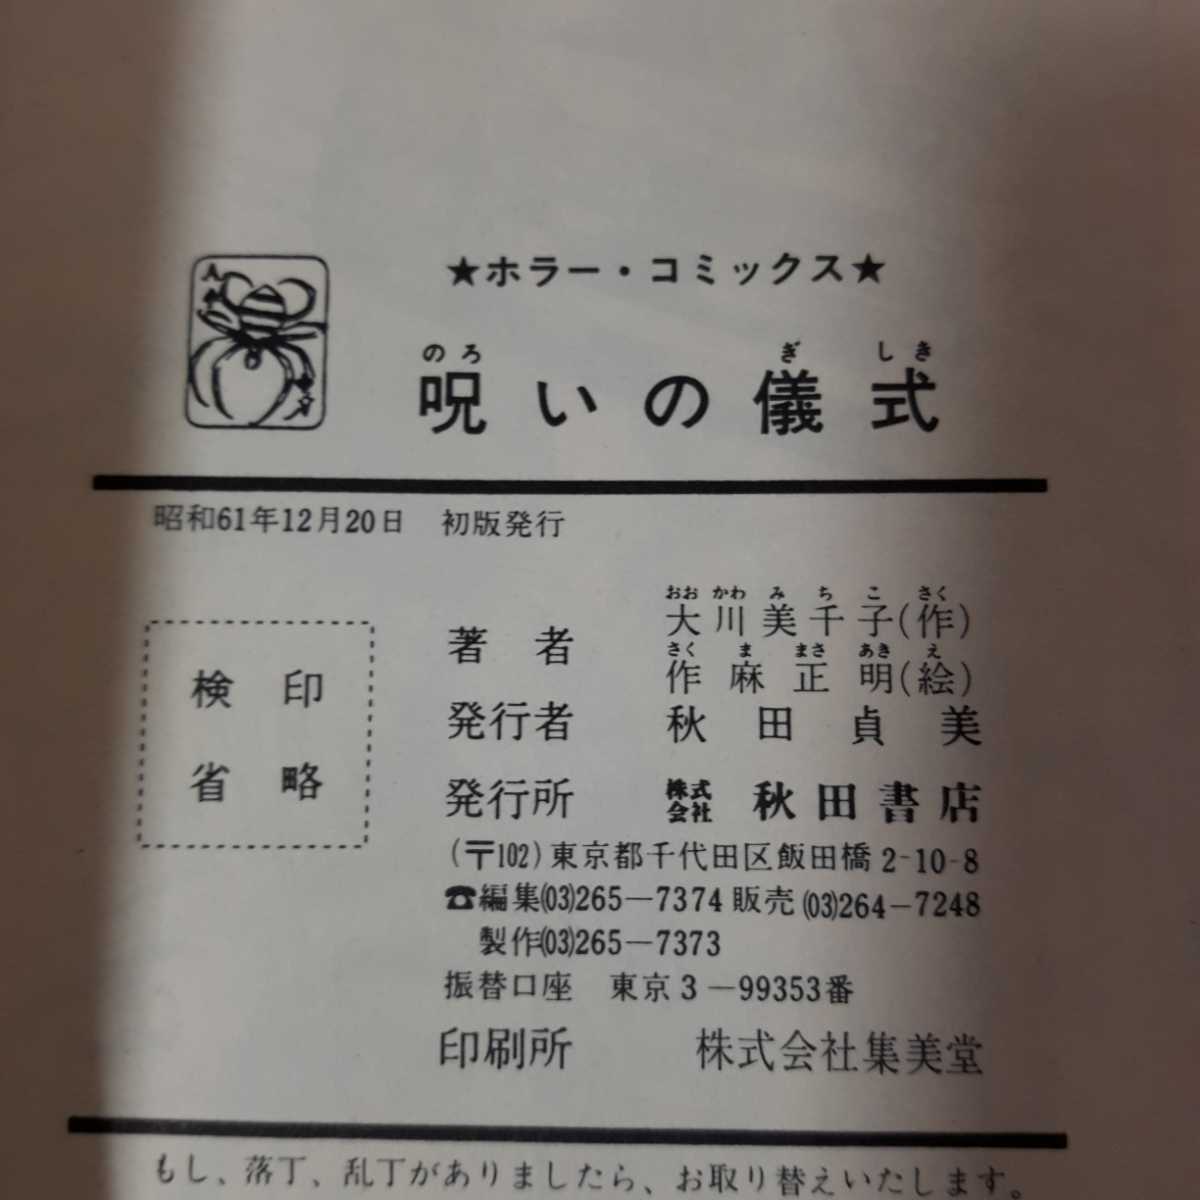 ★ホラー・コミックス★
のろ ぎ しき
呪いの儀式
昭和61年12月20日 初版発行
検印
省略
おお かわ み ち こ さく
著者 大川美千子(作)
さく ま まさ あき え
作麻正明(絵)
発行者 秋田貞美
発行所 株式会社 秋田書店
(〒102)東京都千代田区飯田橋2-10-8
☎編集(03)265—7374 販売(03)264—7248
製作(03)265—7373
振替口座 東京3—99353番
印刷所 株式会社集美堂
もし、落丁、乱丁がありましたら、お取り替えいたします。